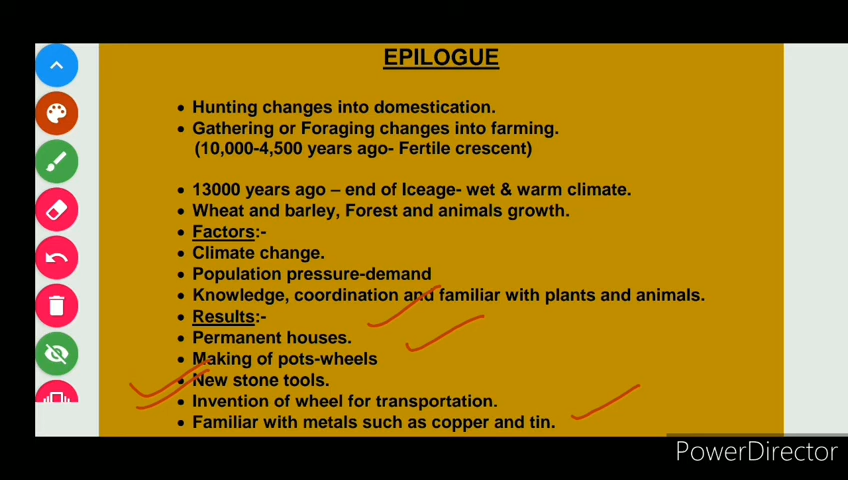 EPILOGUE
• Hunting changes into domestication.
• Gathering or Foraging changes into farming.
(10,000-4,500 years ago- Fertile crescent)
• 13000 years ago – end of Iceage- wet & warm climate.
• Wheat and barley, Forest and animals growth.
• Factors:-
• Climate change.
• Population pressure-demand
• Knowledge, coordination and familiar with plants and animals.
• Results:-
• Permanent houses.
• Making of pots-wheels
• New stone tools.
• Invention of wheel for transportation.
• Familiar with metals such as copper and tin.
PowerDirector